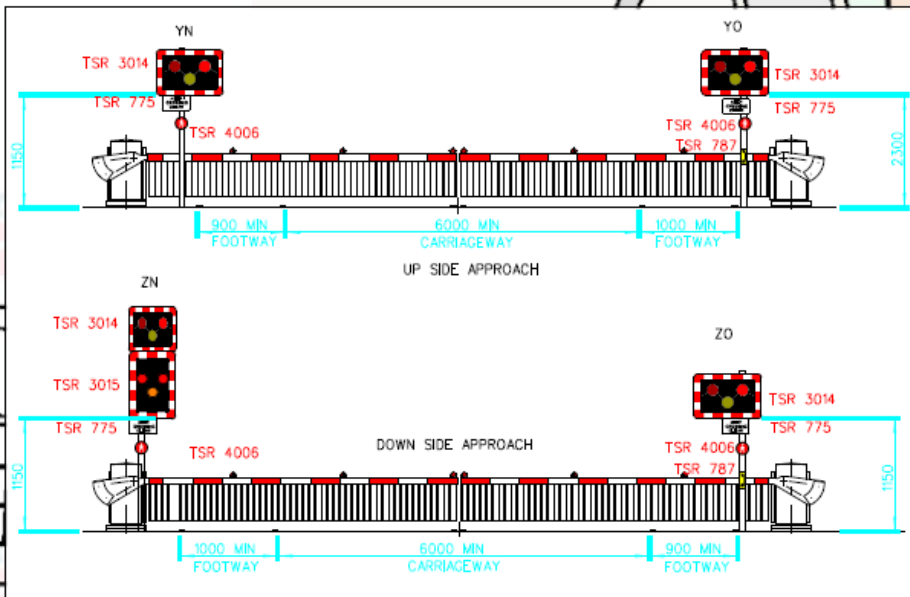 YN
YO
TSR 3014
TSR 3014
TSR 775
TSR 775
TSR 4006
TSR 4006
TSR 787
1150
2300
900 MIN
FOOTWAY
6000 MIN
CARRIAGEWAY
1000 MIN
FOOTWAY
UP SIDE APPROACH
ZN
ZO
TSR 3014
TSR 3015
TSR 3014
TSR 775
TSR 775
DOWN SIDE APPROACH
TSR 4006
TSR 4006
TSR 787
1150
1150
1000 MIN
FOOTWAY
6000 MIN
CARRIAGEWAY
900 MIN
FOOTWAY